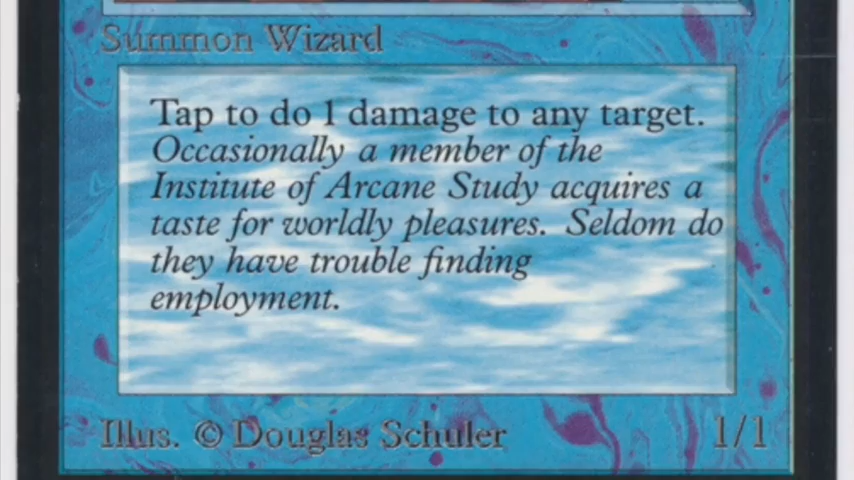 Summon Wizard
Tap to do 1 damage to any target.
Occasionally a member of the
Institute of Arcane Study acquires a
taste for worldly pleasures. Seldom do
they have trouble finding
employment.
Illus. © Douglas Schuler
1/1